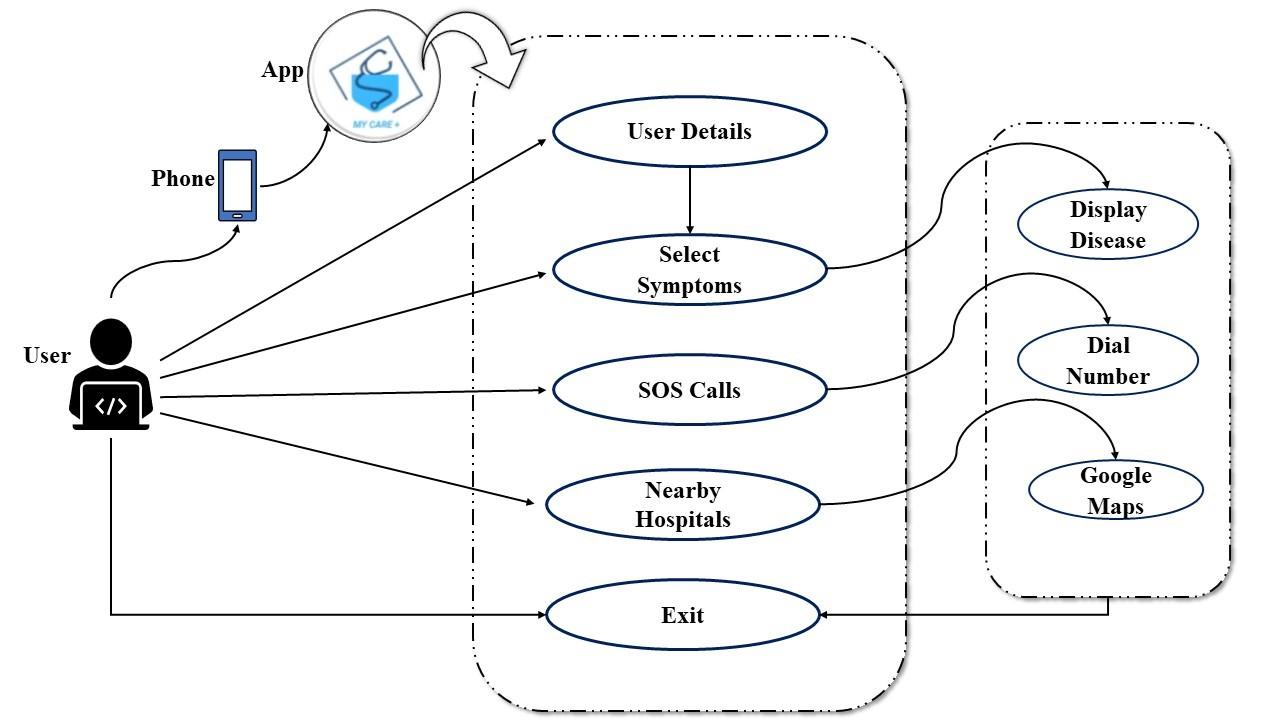 App
MY CARE +
Phone
User
</>
User Details
Select
Symptoms
SOS Calls
Nearby
Hospitals
Exit
Display
Disease
Dial
Number
Google
Maps